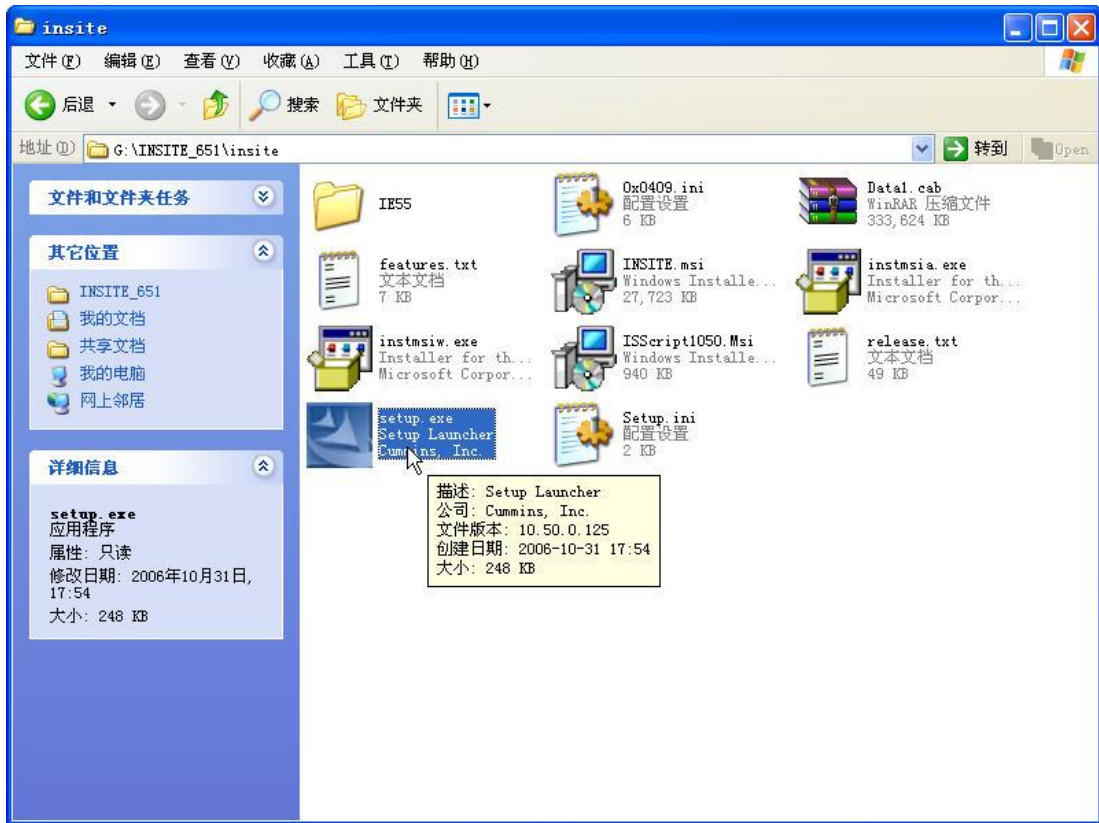 insite
文件(F) 编辑(E) 查看(V) 收藏(A) 工具(T) 帮助(H)
后退 搜索 文件夹
地址(D) G:\INSITE_651\insite 转到 Open
文件和文件夹任务
其它位置
INSITE_651
我的文档
共享文档
我的电脑
网上邻居
详细信息
setup.exe
应用程序
属性: 只读
修改日期: 2006年10月31日,
17:54
大小: 248 KB
IE55
0x0409.ini
配置设置
6 KB
Data1.cab
WinRAR 压缩文件
333,624 KB
features.txt
文本文档
7 KB
INSITE.msi
Windows Installe...
27,723 KB
instmsia.exe
Installer for th...
Microsoft Corpor...
instmsiw.exe
Installer for th...
Microsoft Corpor...
ISScript1050.Msi
Windows Installe...
940 KB
release.txt
文本文档
49 KB
setup.exe
Setup Launcher
Cummins, Inc.
Setup.ini
配置设置
2 KB
描述: Setup Launcher
公司: Cummins, Inc.
文件版本: 10.50.0.125
创建日期: 2006-10-31 17:54
大小: 248 KB